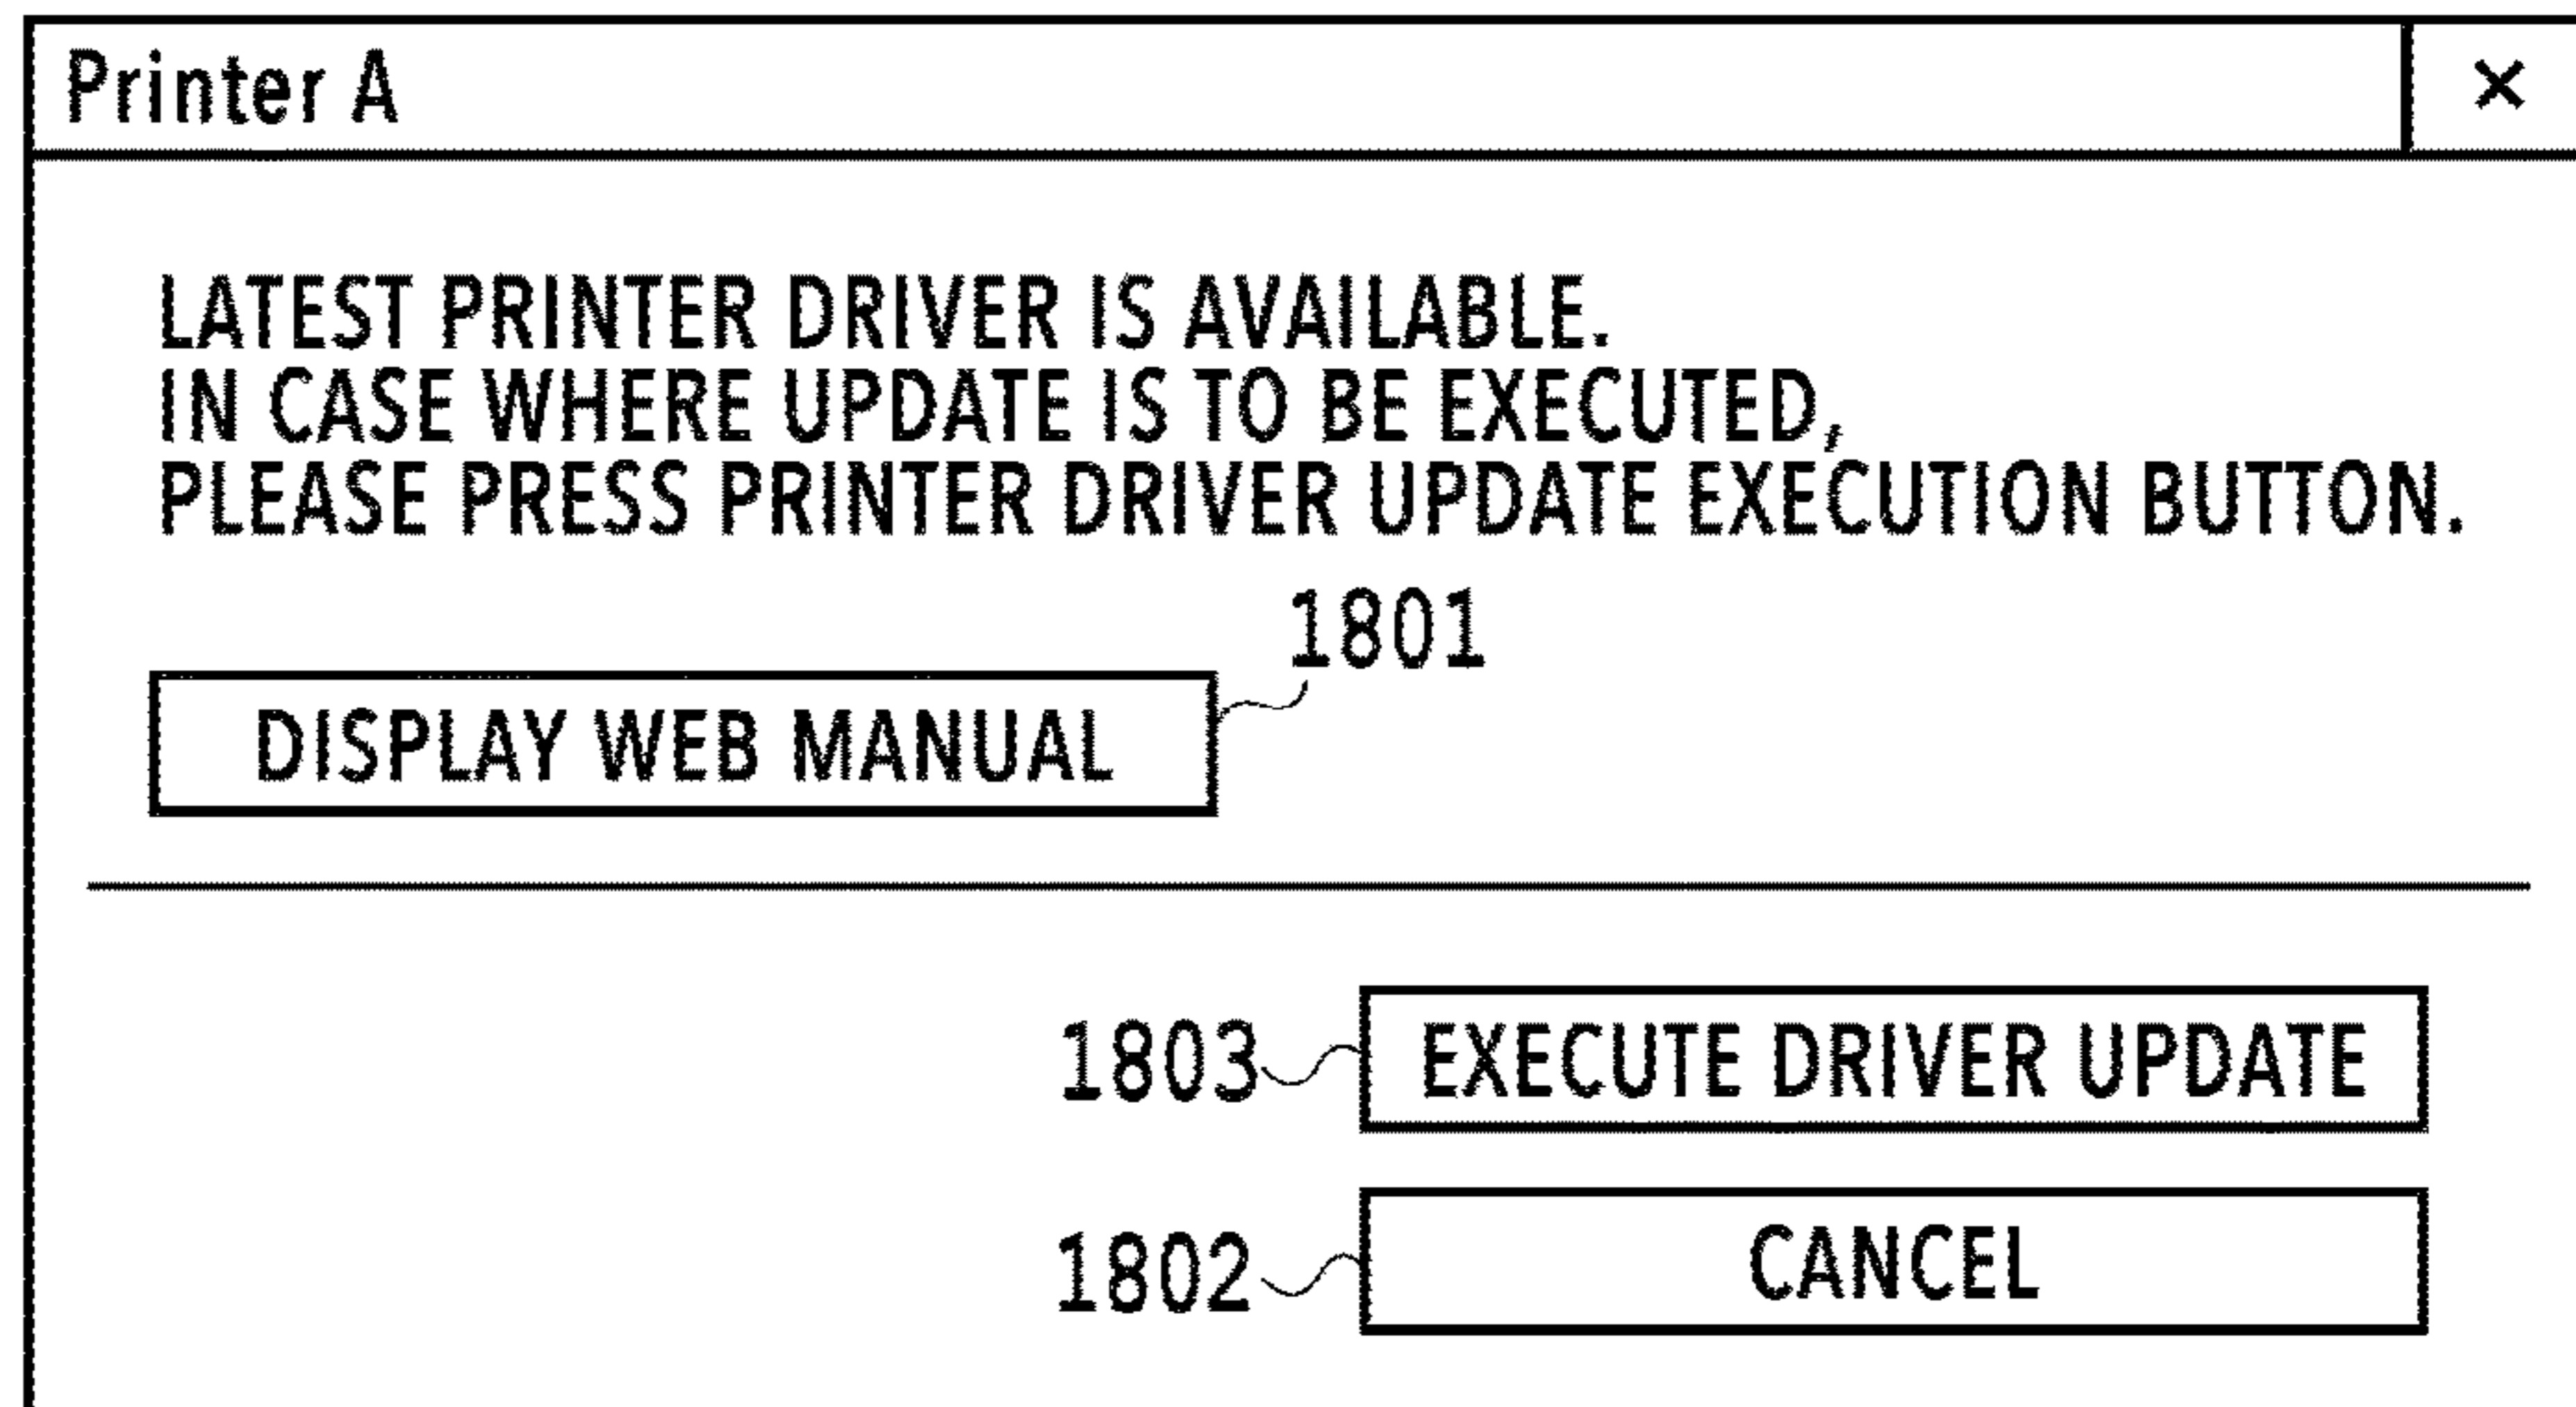 Printer A ×
LATEST PRINTER DRIVER IS AVAILABLE.
IN CASE WHERE UPDATE IS TO BE EXECUTED,
PLEASE PRESS PRINTER DRIVER UPDATE EXECUTION BUTTON.
1801
DISPLAY WEB MANUAL
1803 EXECUTE DRIVER UPDATE
1802 CANCEL